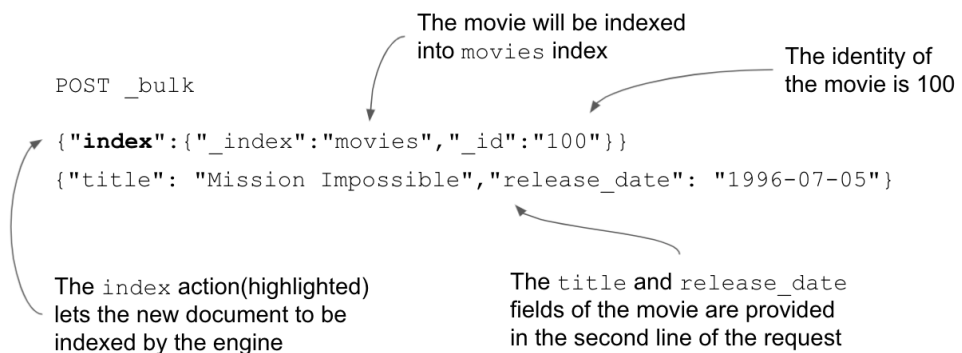 The movie will be indexed
into movies index
The identity of
the movie is 100
POST _bulk
{"index":{"_index":"movies","_id":"100"}}
{"title": "Mission Impossible","release_date": "1996-07-05"}
The index action(highlighted)
lets the new document to be
indexed by the engine
The title and release_date
fields of the movie are provided
in the second line of the request